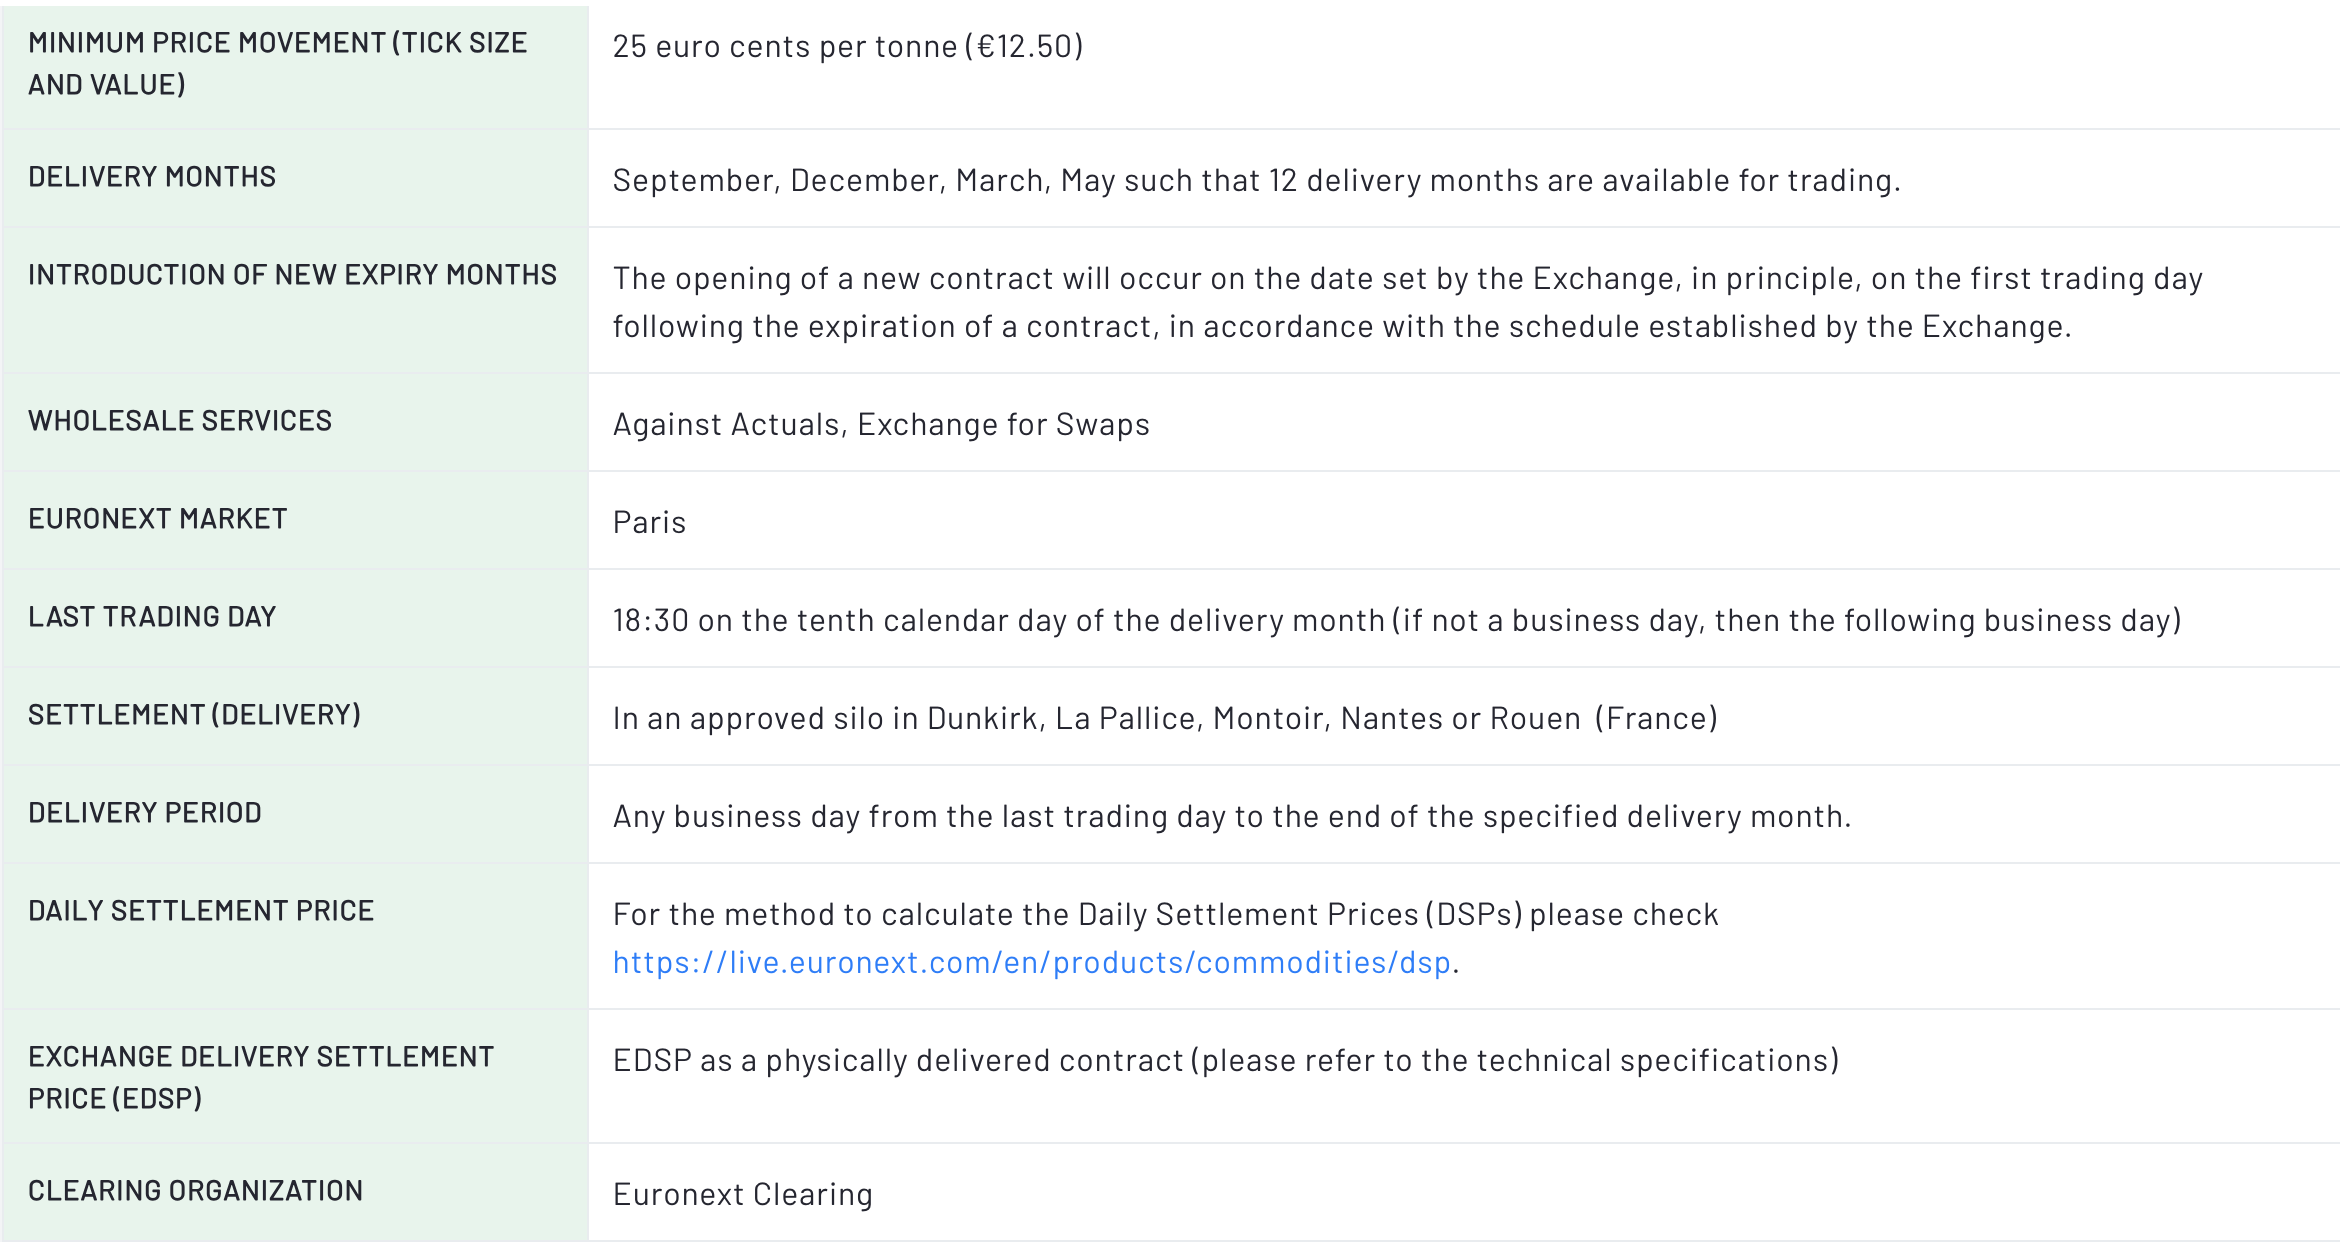 MINIMUM PRICE MOVEMENT (TICK SIZE
AND VALUE)
25 euro cents per tonne (€12.50)
DELIVERY MONTHS
September, December, March, May such that 12 delivery months are available for trading.
INTRODUCTION OF NEW EXPIRY MONTHS
The opening of a new contract will occur on the date set by the Exchange, in principle, on the first trading day
following the expiration of a contract, in accordance with the schedule established by the Exchange.
WHOLESALE SERVICES
Against Actuals, Exchange for Swaps
EURONEXT MARKET
Paris
LAST TRADING DAY
18:30 on the tenth calendar day of the delivery month (if not a business day, then the following business day)
SETTLEMENT (DELIVERY)
In an approved silo in Dunkirk, La Pallice, Montoir, Nantes or Rouen (France)
DELIVERY PERIOD
Any business day from the last trading day to the end of the specified delivery month.
DAILY SETTLEMENT PRICE
For the method to calculate the Daily Settlement Prices (DSPs) please check
https://live.euronext.com/en/products/commodities/dsp.
EXCHANGE DELIVERY SETTLEMENT
PRICE (EDSP)
EDSP as a physically delivered contract (please refer to the technical specifications)
CLEARING ORGANIZATION
Euronext Clearing